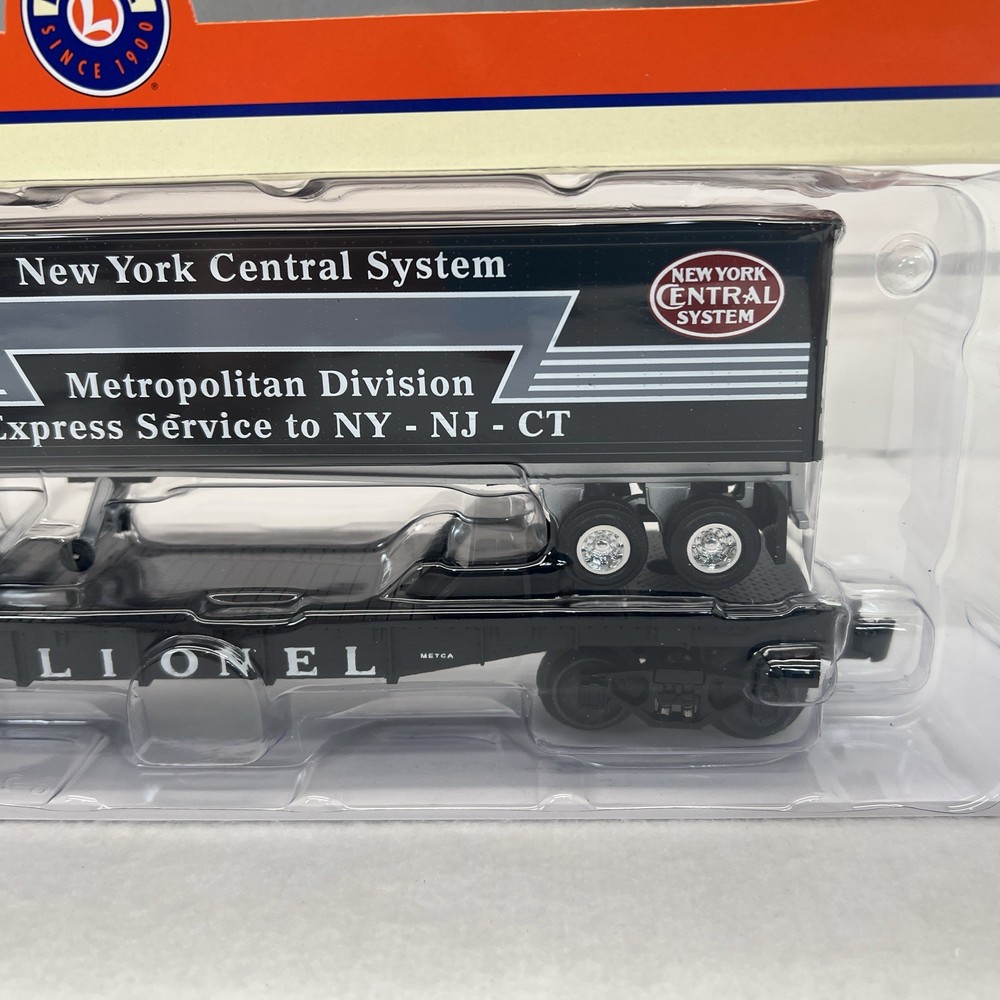 L
SINCE 1900
®
New York Central System
NEW YORK
CENTRAL
SYSTEM
Metropolitan Division
Express Service to NY - NJ - CT
LIONEL
METCA